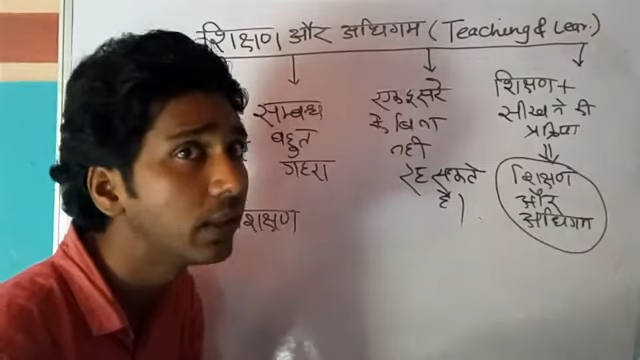 शिक्षण और अधिगम (Teaching & Lear.)
सम्बन्ध
बहुत
गहरा
एक दूसरे
के बिना
नहीं
रह सकते
है।
शिक्षण +
सीखने की
प्रक्रिया
शिक्षण
और
अधिगम
शिक्षण